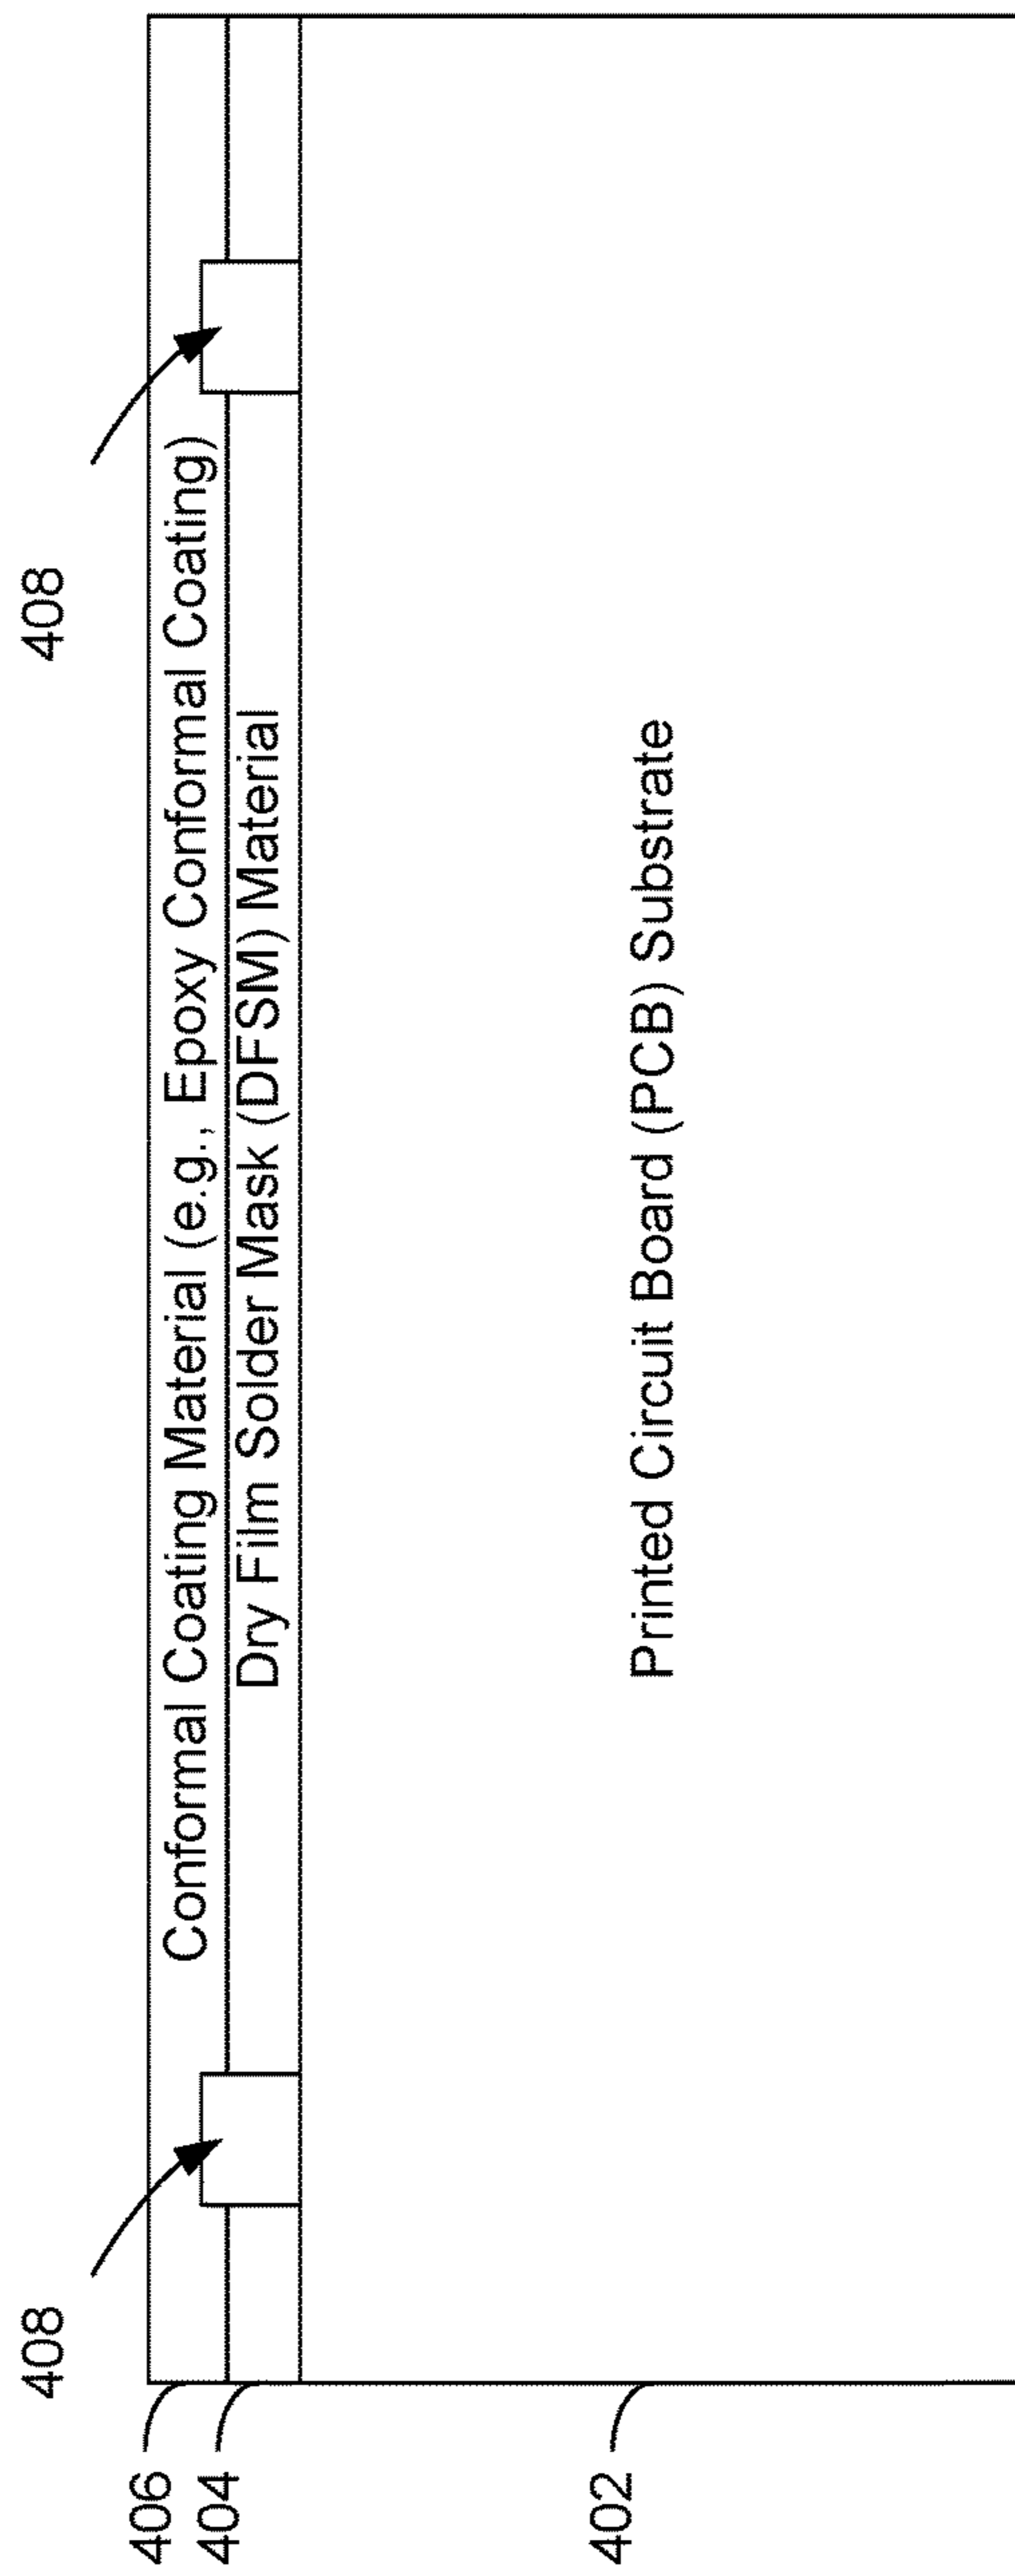 408
408
406
Conformal Coating Material (e.g., Epoxy Conformal Coating)
404
Dry Film Solder Mask (DFSM) Material
402
Printed Circuit Board (PCB) Substrate